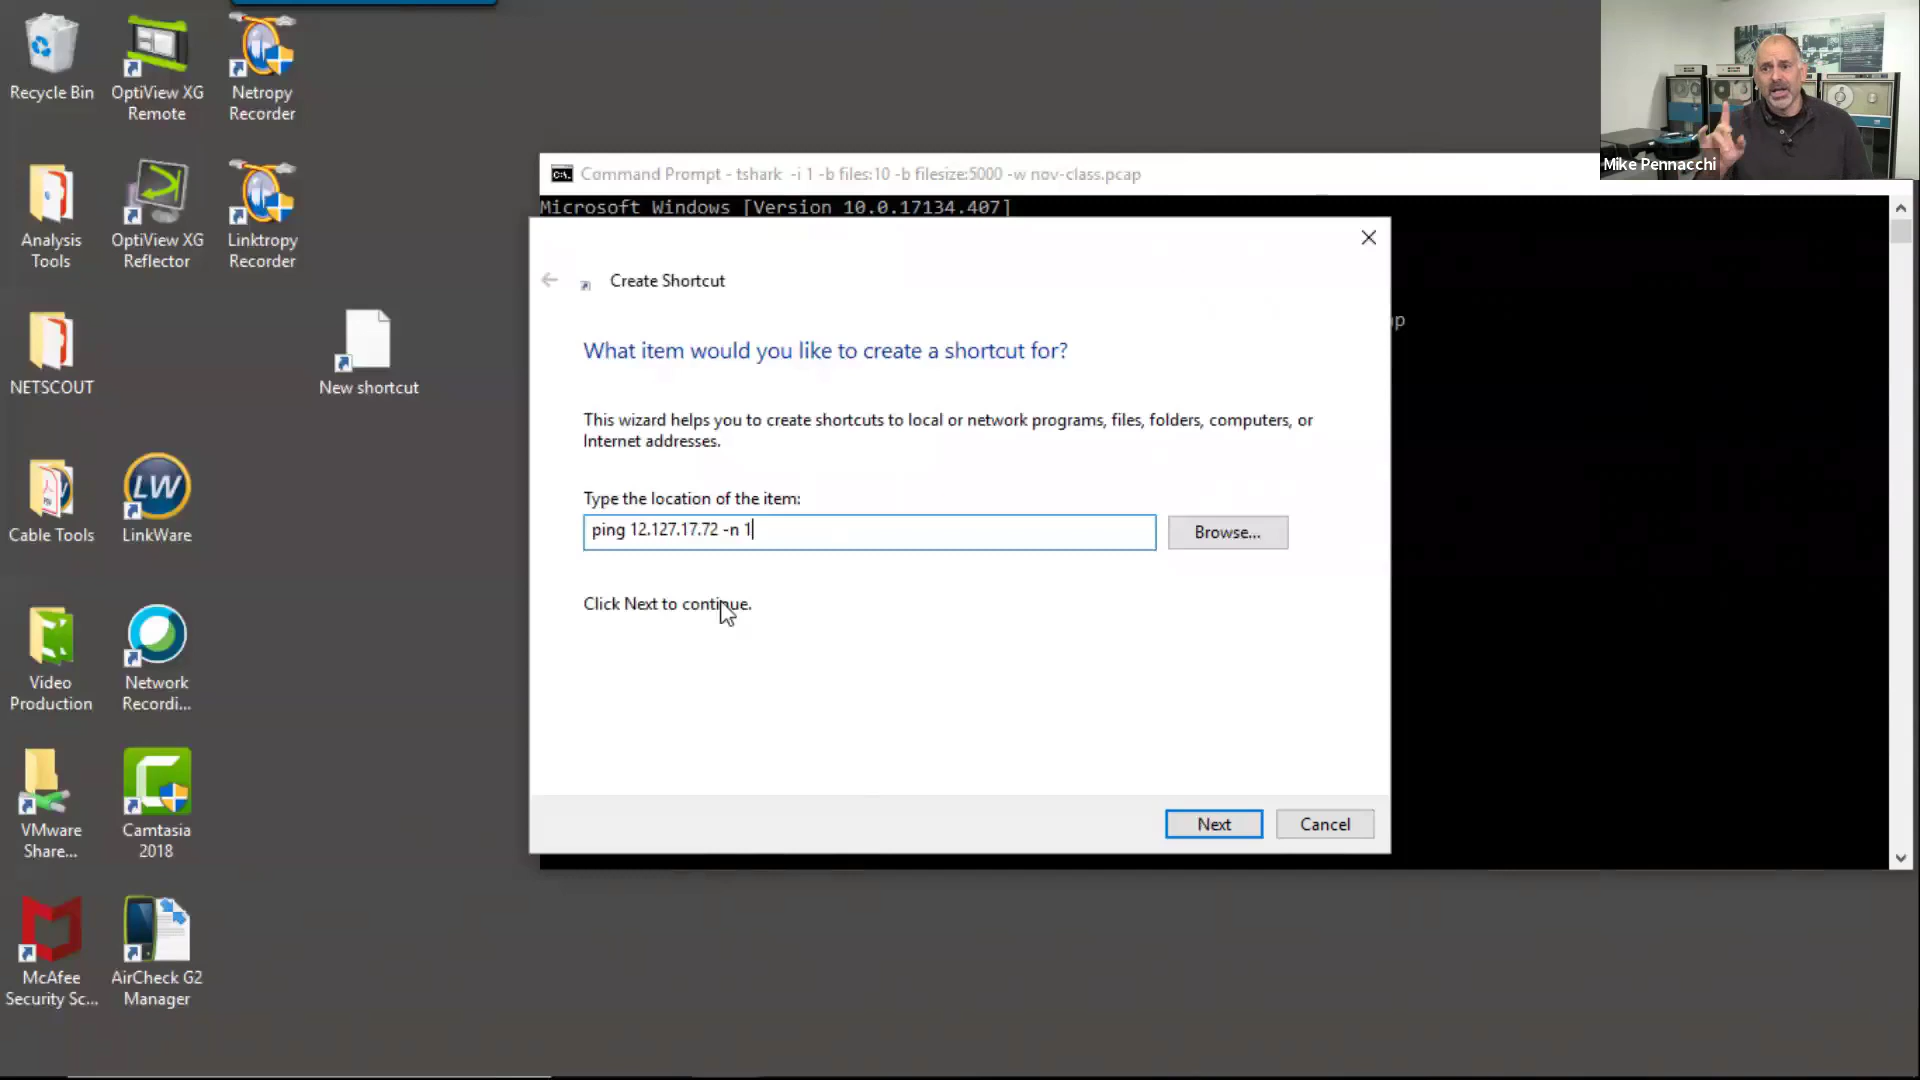 Recycle Bin
OptiView XG
Remote
Netropy
Recorder
Mike Pennacchi
Command Prompt - tshark -i 1 -b files:10 -b filesize:5000 -w nov-class.pcap
Microsoft Windows [Version 10.0.17134.407]
Analysis
Tools
OptiView XG
Reflector
Linktropy
Recorder
Create Shortcut
What item would you like to create a shortcut for?
This wizard helps you to create shortcuts to local or network programs, files, folders, computers, or
Internet addresses.
Type the location of the item:
ping 12.127.17.72 -n 1
Browse...
Click Next to continue.
Next
Cancel
NETSCOUT
New shortcut
Cable Tools
LW
LinkWare
Video
Production
Network
Recordi...
VMware
Share...
Camtasia
2018
McAfee
Security Sc...
AirCheck G2
Manager